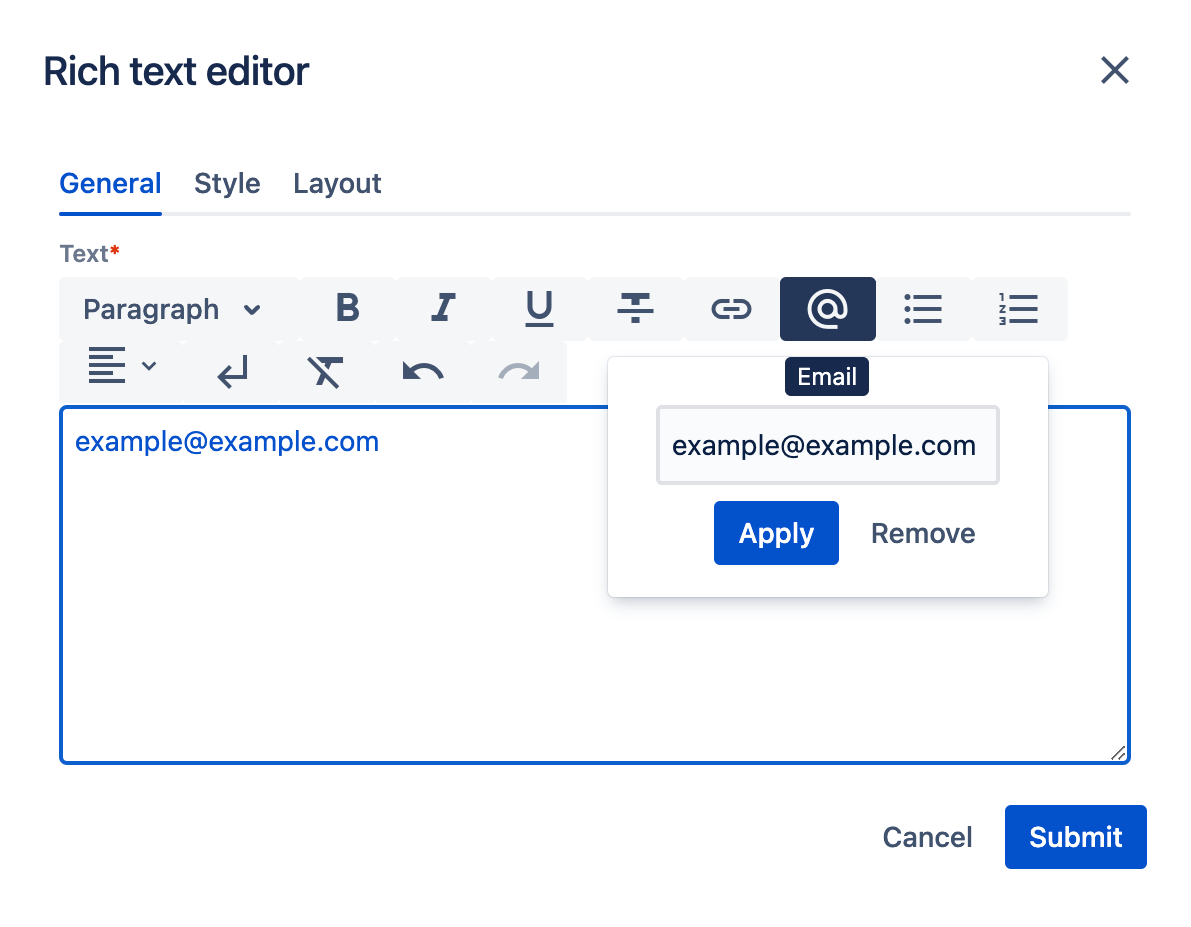 Rich text editor
General Style Layout
Text*
Paragraph B I U @
Email
example@example.com
example@example.com
Apply Remove
Cancel Submit